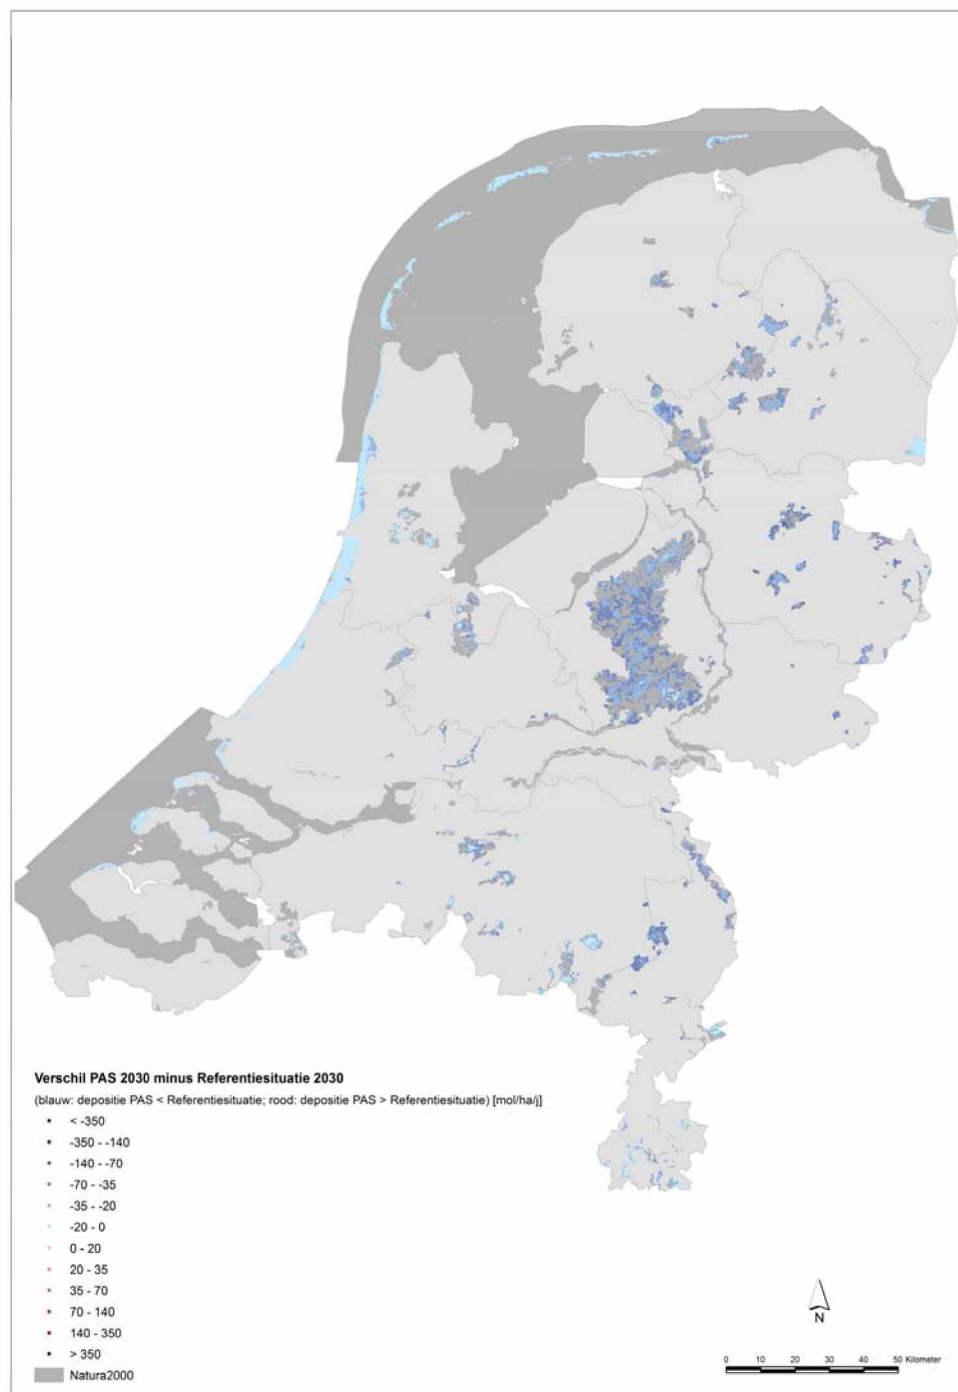 Verschil PAS 2030 minus Referentiesituatie 2030
(blauw: depositie PAS < Referentiesituatie; rood: depositie PAS > Referentiesituatie) [mol/ha/j]
< -350
-350 - -140
-140 - -70
-70 - -35
-35 - -20
-20 - 0
0 - 20
20 - 35
35 - 70
70 - 140
140 - 350
> 350
Natura2000
N
0 10 20 30 40 50 Kilometer